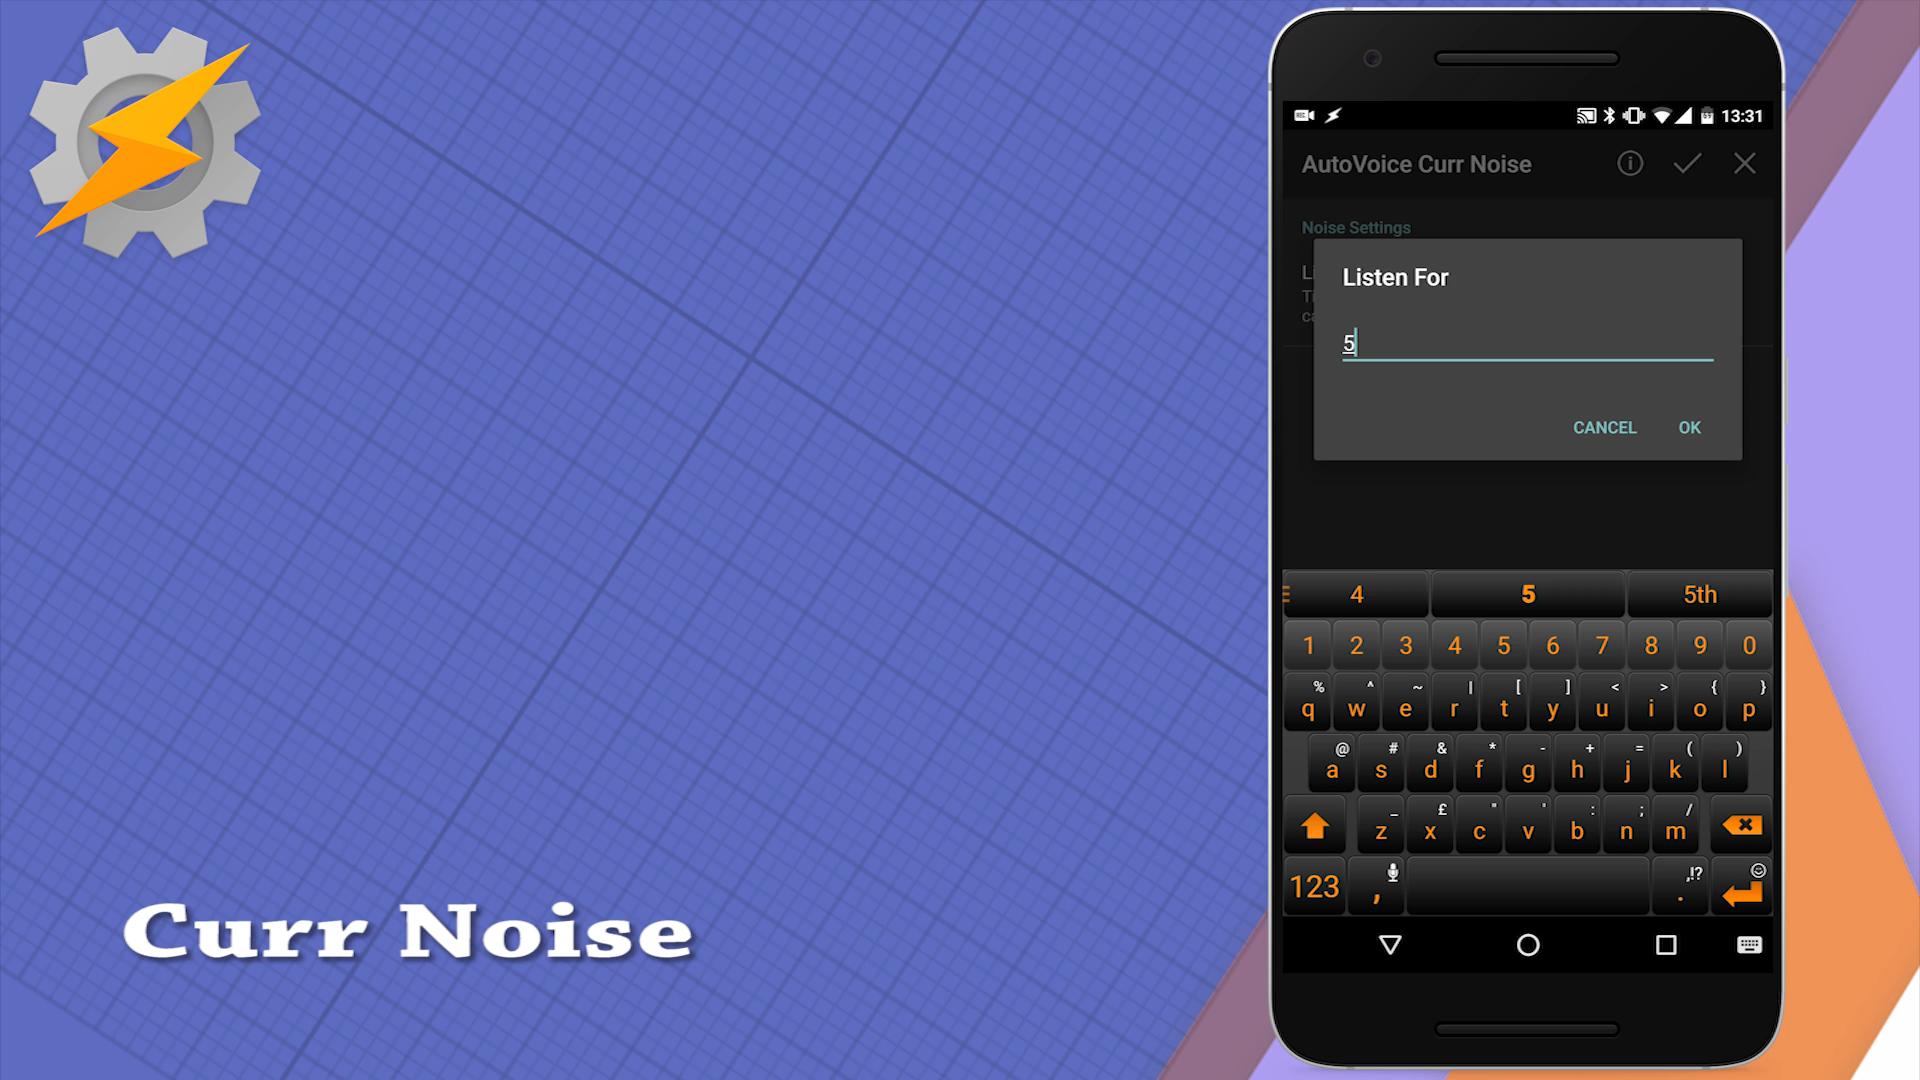 13:31
AutoVoice Curr Noise
Noise Settings
Listen For
5
CANCEL OK
4 5 5th
1 2 3 4 5 6 7 8 9 0
% ^ ~ | [ ] < > { }
q w e r t y u i o p
@ # & * - + = ( )
a s d f g h j k l
_ £ " ' : ; /
z x c v b n m
123 , ,!? .
Curr Noise